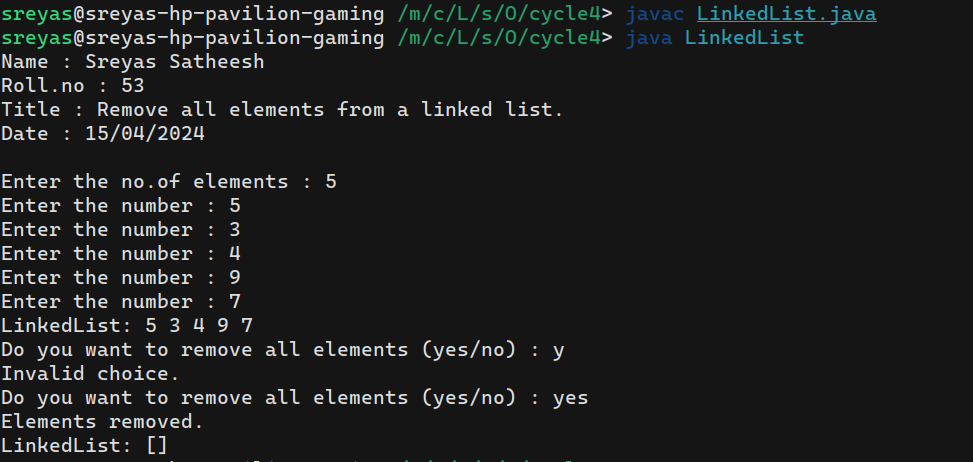 sreyas@sreyas-hp-pavilion-gaming /m/c/L/s/O/cycle4> javac LinkedList.java
sreyas@sreyas-hp-pavilion-gaming /m/c/L/s/O/cycle4> java LinkedList
Name : Sreyas Satheesh
Roll.no : 53
Title : Remove all elements from a linked list.
Date : 15/04/2024
Enter the no.of elements : 5
Enter the number : 5
Enter the number : 3
Enter the number : 4
Enter the number : 9
Enter the number : 7
LinkedList: 5 3 4 9 7
Do you want to remove all elements (yes/no) : y
Invalid choice.
Do you want to remove all elements (yes/no) : yes
Elements removed.
LinkedList: []